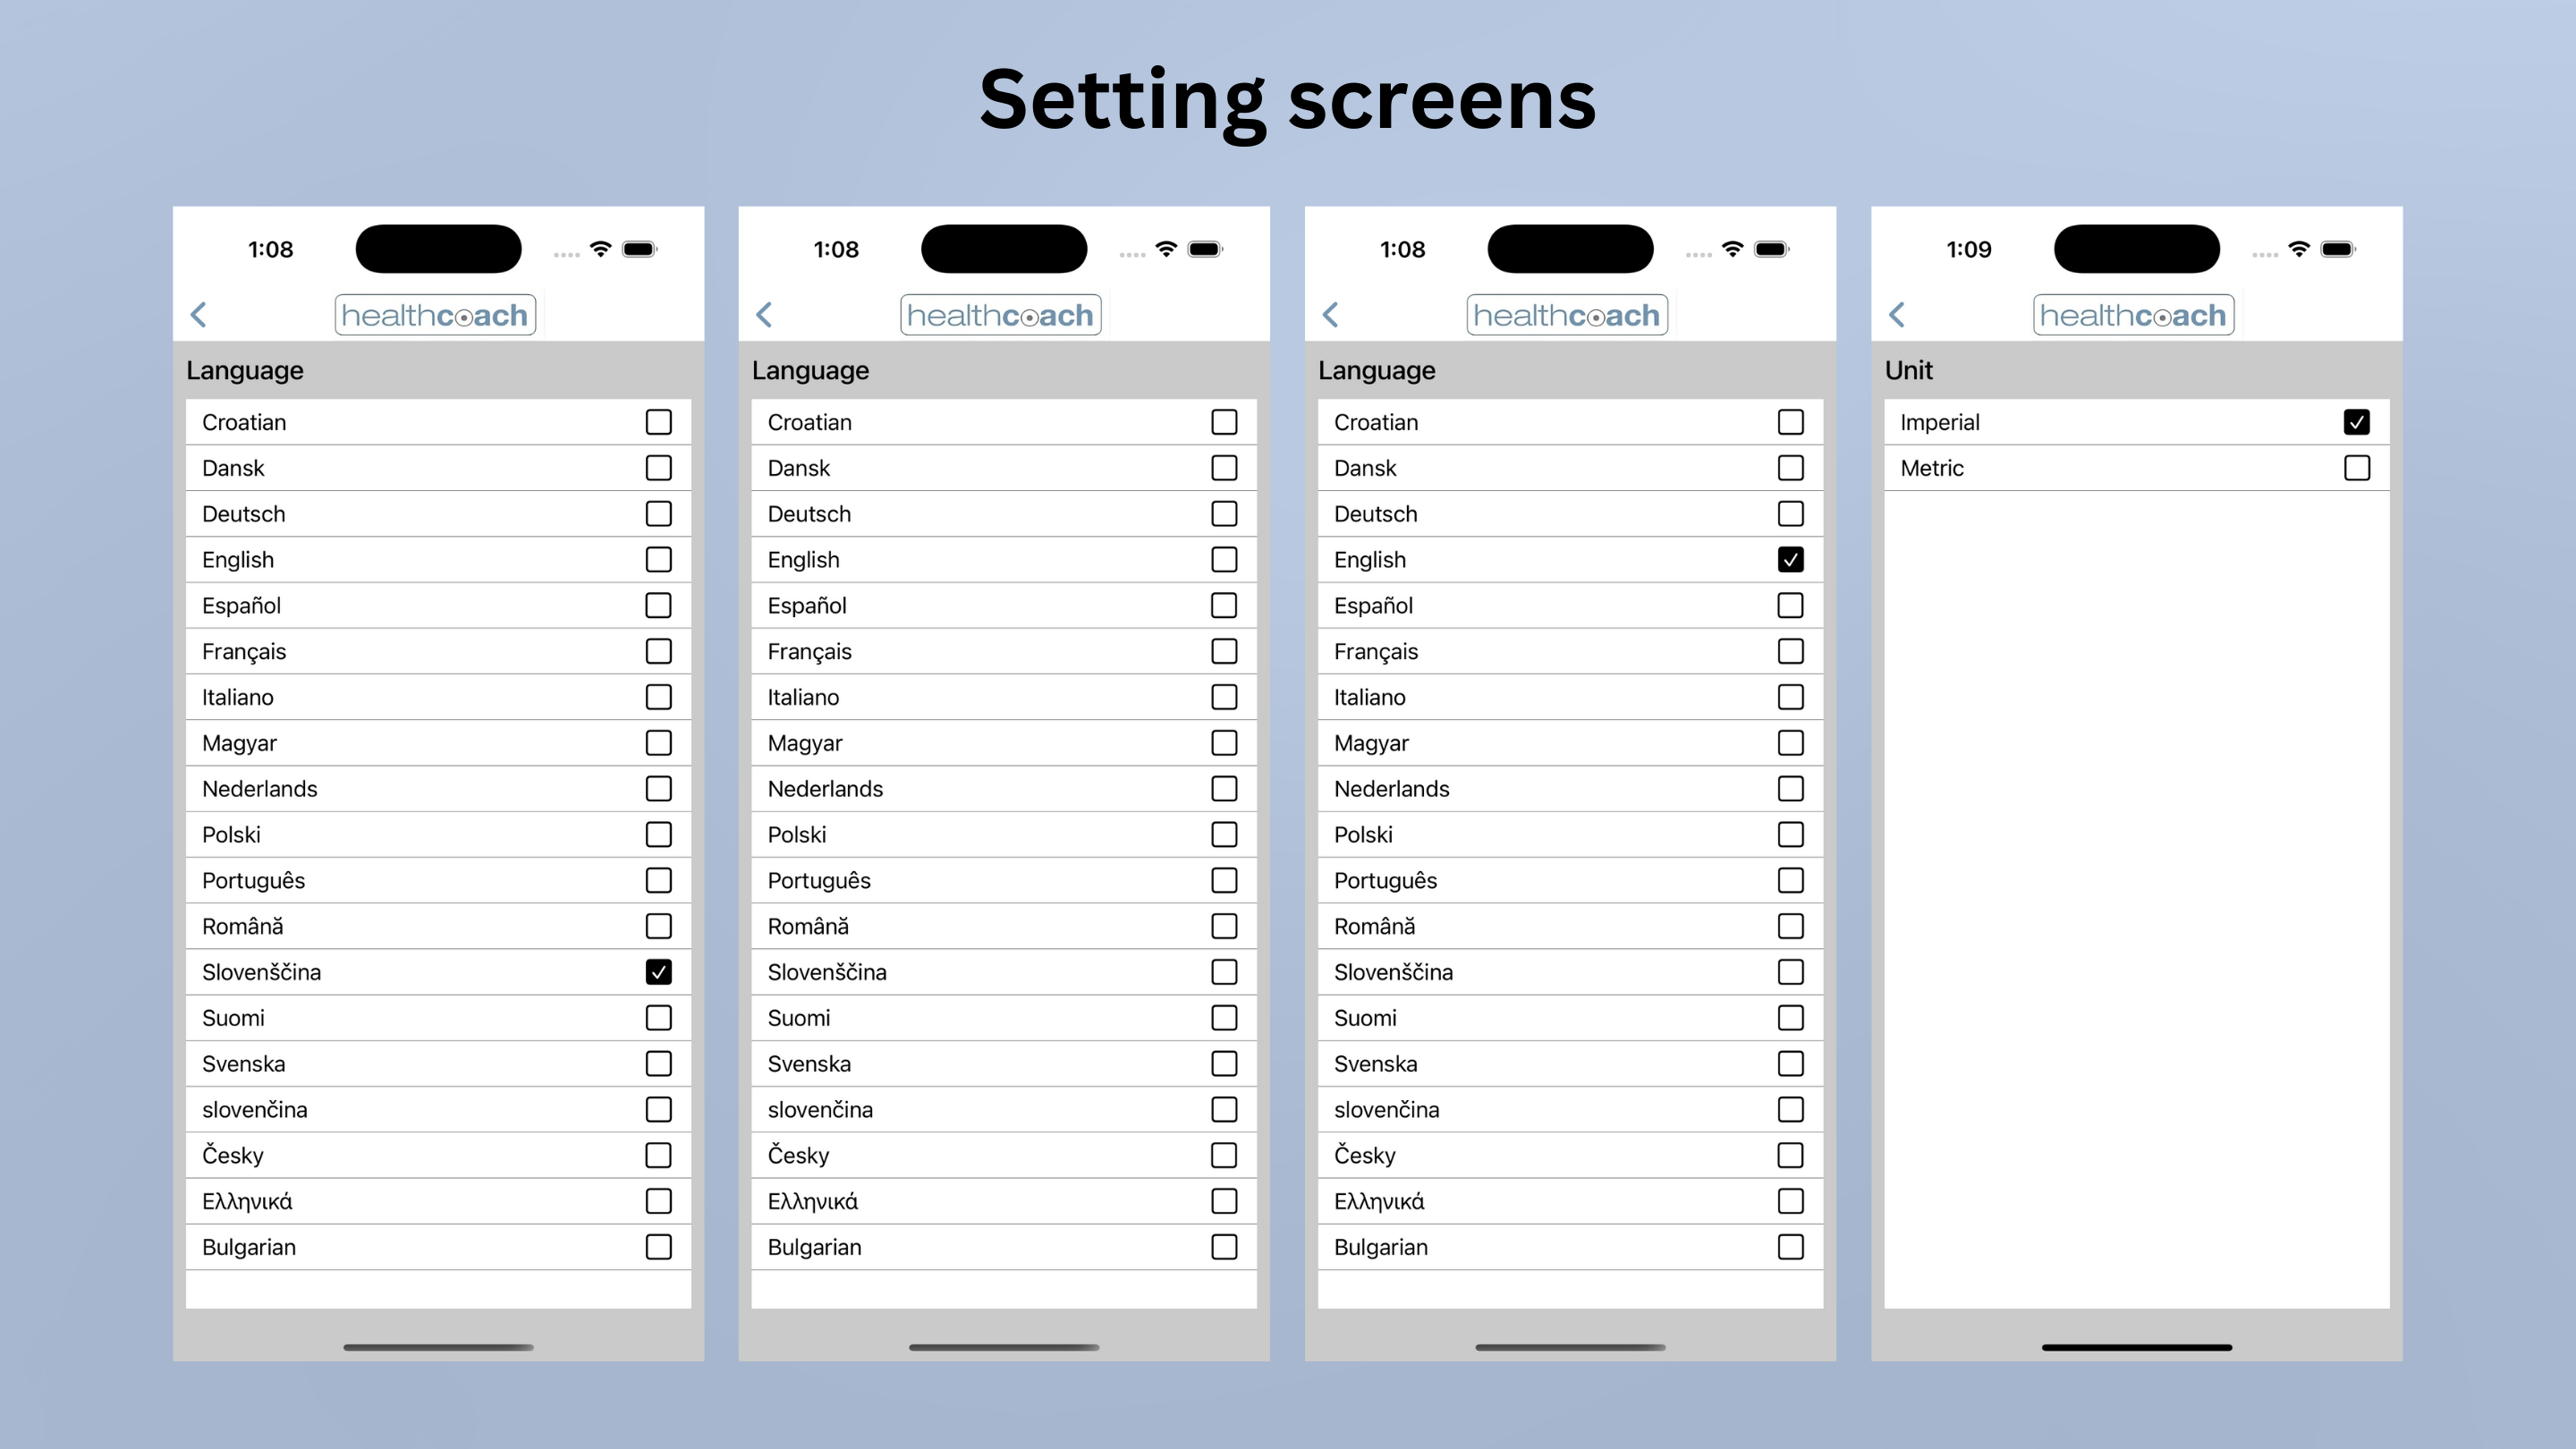 Setting screens
1:08
healthcoach
Language
Croatian
Dansk
Deutsch
English
Español
Français
Italiano
Magyar
Nederlands
Polski
Português
Română
Slovenščina
Suomi
Svenska
slovenčina
Česky
Ελληνικά
Bulgarian
1:08
healthcoach
Language
Croatian
Dansk
Deutsch
English
Español
Français
Italiano
Magyar
Nederlands
Polski
Português
Română
Slovenščina
Suomi
Svenska
slovenčina
Česky
Ελληνικά
Bulgarian
1:08
healthcoach
Language
Croatian
Dansk
Deutsch
English
Español
Français
Italiano
Magyar
Nederlands
Polski
Português
Română
Slovenščina
Suomi
Svenska
slovenčina
Česky
Ελληνικά
Bulgarian
1:09
healthcoach
Unit
Imperial
Metric